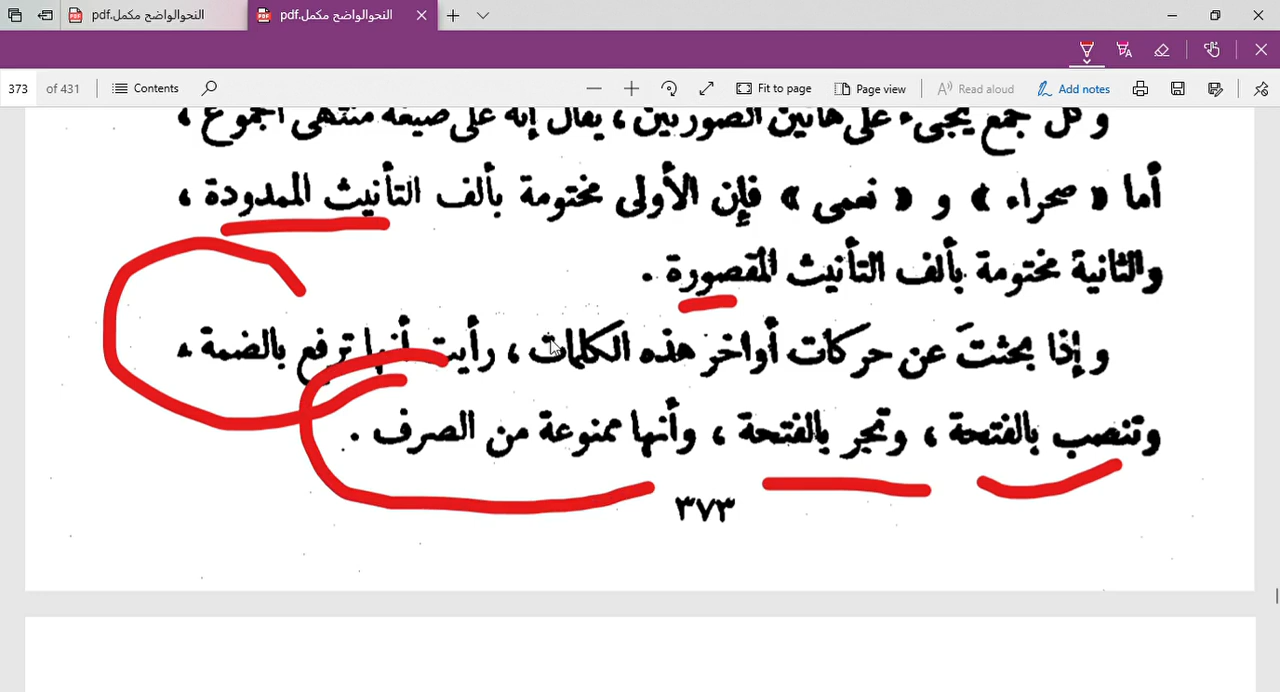 النحوالواضح مكمل.pdf
النحوالواضح مكمل.pdf
373 of 431
Contents
Fit to page
Page view
Read aloud
Add notes
وكل جمع يجىء على هاتين الصورتين ، يقال إنه على صيغة منتهى الجموع ،
أما « صحراء » و « نعمى » فإن الأولى مختومة بألف التأنيث الممدودة ،
والثانية مختومة بألف التأنيث المقصورة .
وإذا بحثتَ عن حركات أواخر هذه الكلمات ، رأيت أنها ترفع بالضمة ،
وتنصب بالفتحة ، وتجر بالفتحة ، وأنها ممنوعة من الصرف .
٣٧٣